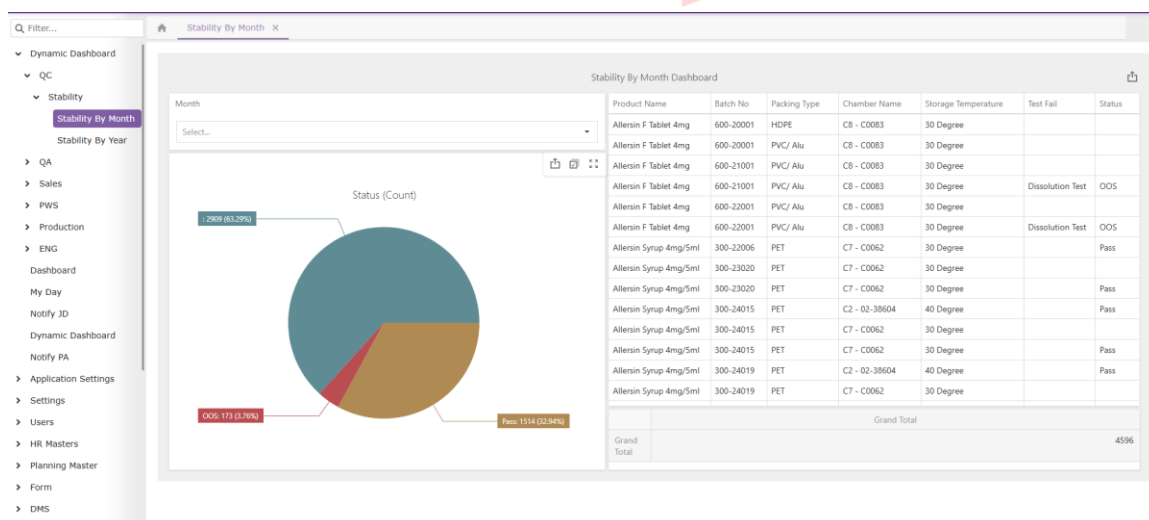 Filter...
Stability By Month ×
Dynamic Dashboard
QC
Stability
Stability By Month
Stability By Year
QA
Sales
PWS
Production
ENG
Dashboard
My Day
Notify JD
Dynamic Dashboard
Notify PA
Application Settings
Settings
Users
HR Masters
Planning Master
Form
DMS
Stability By Month Dashboard
Month
Select...
Status (Count)
: 2909 (63.29%)
OOS: 173 (3.76%)
Pass: 1514 (32.94%)
Product Name Batch No Packing Type Chamber Name Storage Temperature Test Fail Status
Allersin F Tablet 4mg 600-20001 HDPE C8 - C0083 30 Degree
Allersin F Tablet 4mg 600-20001 PVC/ Alu C8 - C0083 30 Degree
Allersin F Tablet 4mg 600-21001 PVC/ Alu C8 - C0083 30 Degree
Allersin F Tablet 4mg 600-21001 PVC/ Alu C8 - C0083 30 Degree Dissolution Test OOS
Allersin F Tablet 4mg 600-22001 PVC/ Alu C8 - C0083 30 Degree
Allersin F Tablet 4mg 600-22001 PVC/ Alu C8 - C0083 30 Degree Dissolution Test OOS
Allersin Syrup 4mg/5ml 300-22006 PET C7 - C0062 30 Degree Pass
Allersin Syrup 4mg/5ml 300-23020 PET C7 - C0062 30 Degree
Allersin Syrup 4mg/5ml 300-23020 PET C7 - C0062 30 Degree Pass
Allersin Syrup 4mg/5ml 300-24015 PET C2 - 02-38604 40 Degree Pass
Allersin Syrup 4mg/5ml 300-24015 PET C7 - C0062 30 Degree
Allersin Syrup 4mg/5ml 300-24015 PET C7 - C0062 30 Degree Pass
Allersin Syrup 4mg/5ml 300-24019 PET C2 - 02-38604 40 Degree Pass
Allersin Syrup 4mg/5ml 300-24019 PET C7 - C0062 30 Degree
Grand Total
Grand Total 4596